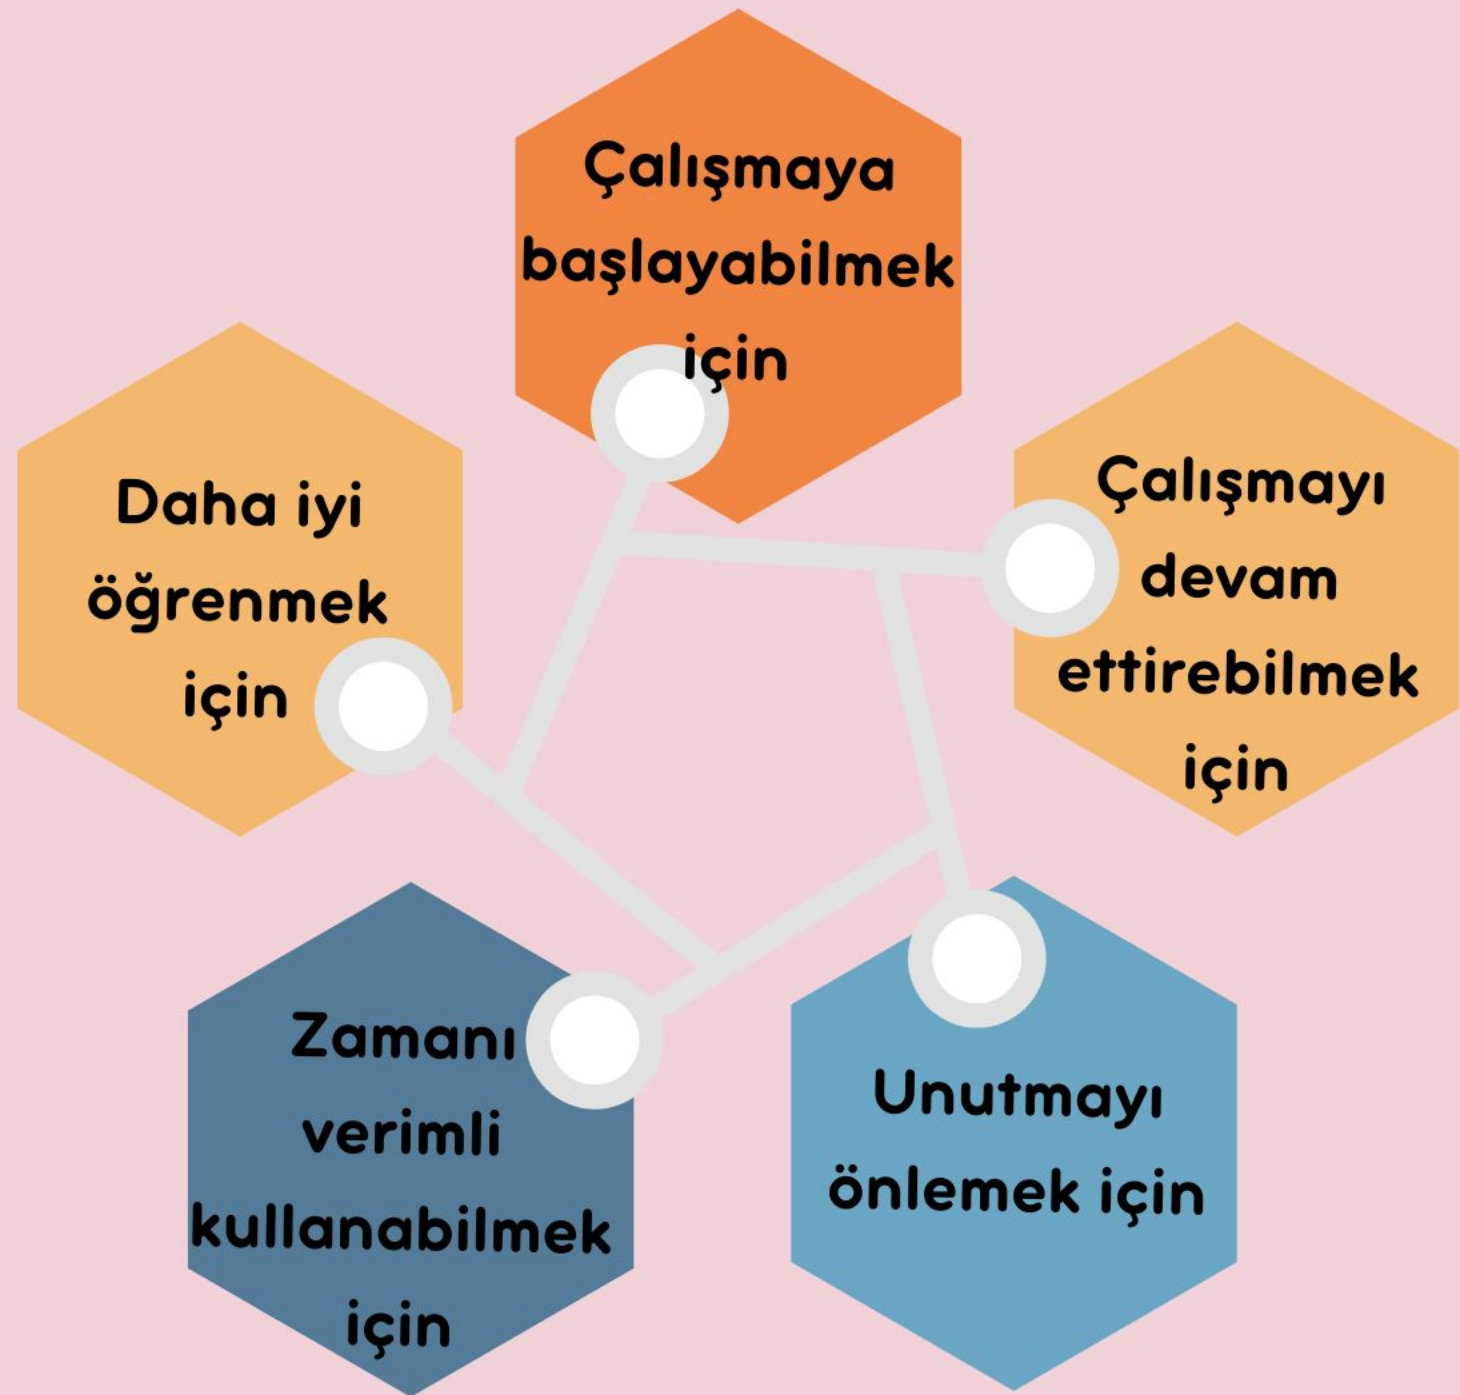 Çalışmaya
başlayabilmek
için
Daha iyi
öğrenmek
için
Çalışmayı
devam
ettirebilmek
için
Zamanı
verimli
kullanabilmek
için
Unutmayı
önlemek için